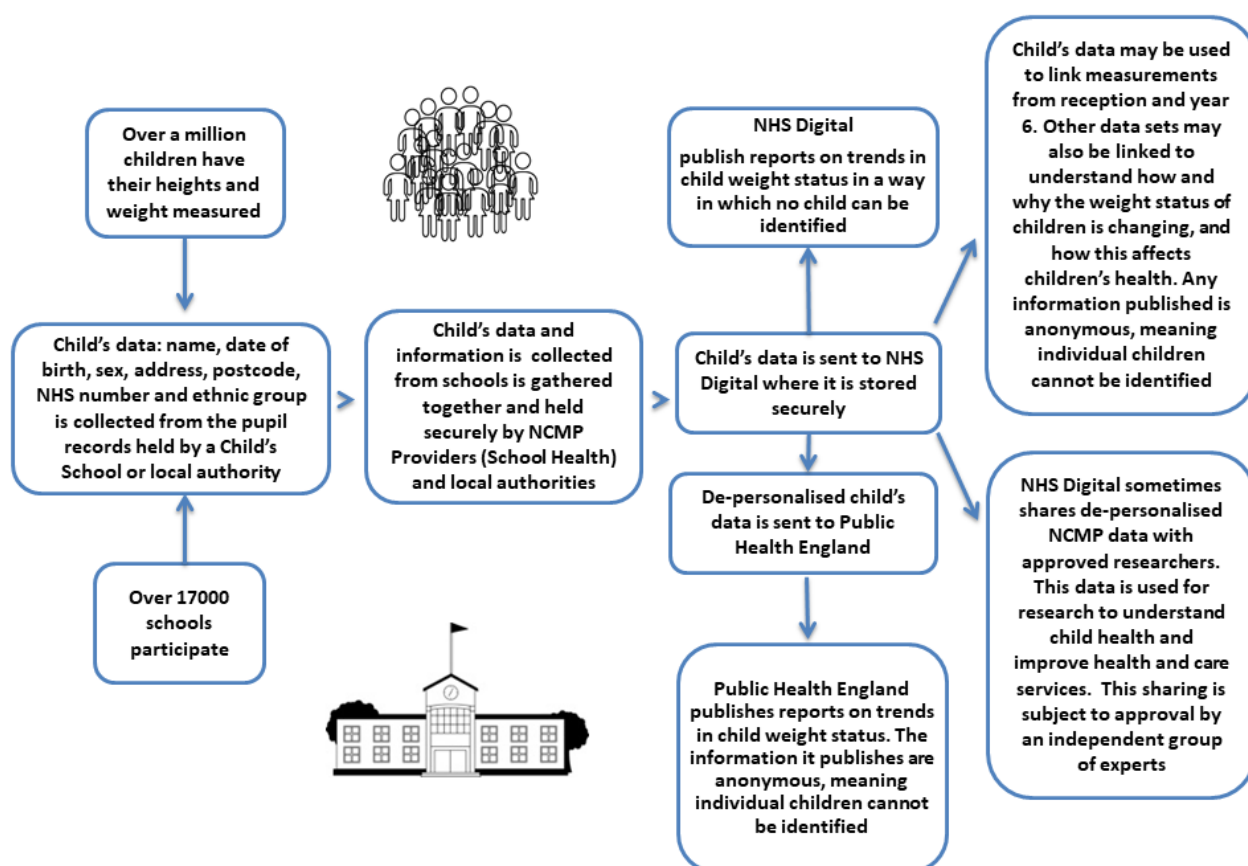 Over a million
children have
their heights and
weight measured
Child's data: name, date of
birth, sex, address, postcode,
NHS number and ethnic group
is collected from the pupil
records held by a Child's
School or local authority
Over 17000
schools
participate
Child's data and
information is  collected
from schools is gathered
together and held
securely by NCMP
Providers (School Health)
and local authorities
NHS Digital
publish reports on trends in
child weight status in a way
in which no child can be
identified
Child's data is sent to NHS
Digital where it is stored
securely
De-personalised child's
data is sent to Public
Health England
Public Health England
publishes reports on trends
in child weight status. The
information it publishes are
anonymous, meaning
individual children cannot
be identified
Child's data may be used
to link measurements
from reception and year
6. Other data sets may
also be linked to
understand how and
why the weight status of
children is changing, and
how this affects
children's health. Any
information published is
anonymous, meaning
individual children
cannot be identified
NHS Digital sometimes
shares de-personalised
NCMP data with
approved researchers.
This data is used for
research to understand
child health and
improve health and care
services.  This sharing is
subject to approval by
an independent group
of experts